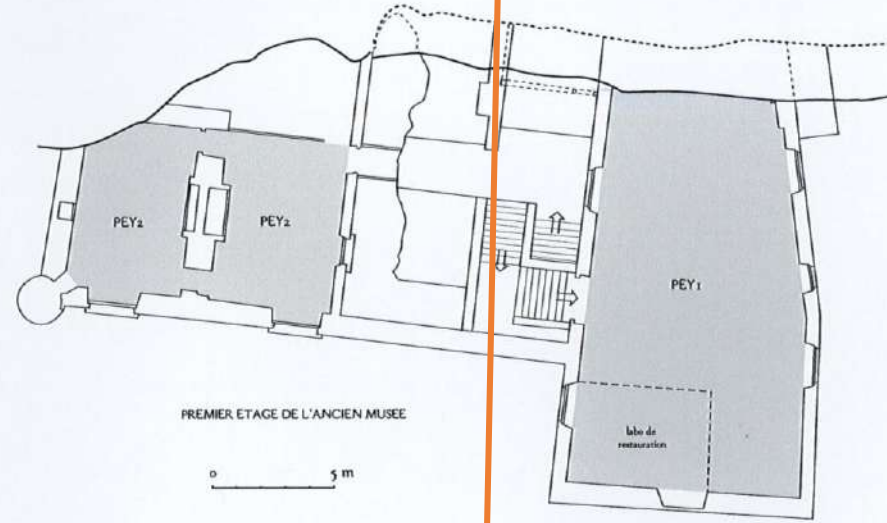 PEY2
PEY2
PEY1
labo de
restauration
PREMIER ETAGE DE L'ANCIEN MUSEE
0 5 m